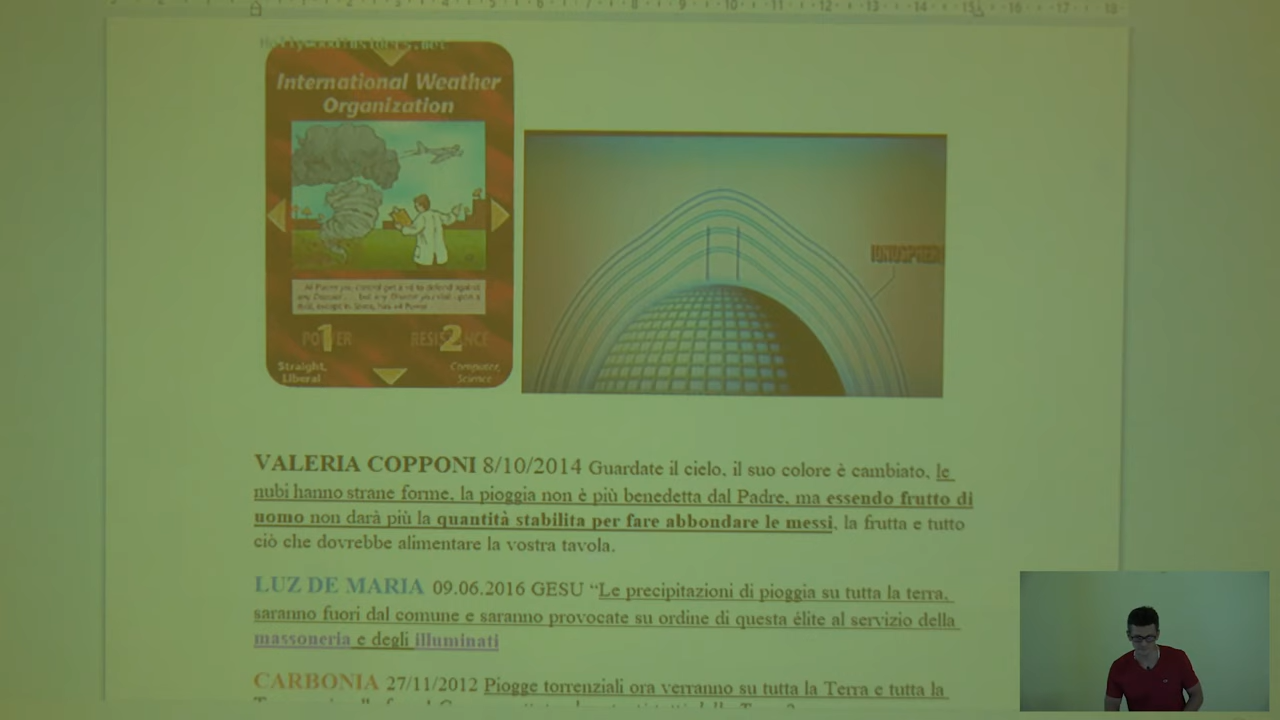 HollywoodInsiders.net
International Weather
Organization
any Disaster
POWER 1 RESISTANCE 2
Straight,
Liberal
Computer,
Science
IONOSPHERE
VALERIA COPPONI 8/10/2014 Guardate il cielo, il suo colore è cambiato, le
nubi hanno strane forme, la pioggia non è più benedetta dal Padre, ma essendo frutto di
uomo non darà più la quantità stabilita per fare abbondare le messi, la frutta e tutto
ciò che dovrebbe alimentare la vostra tavola.
LUZ DE MARIA 09.06.2016 GESU “Le precipitazioni di pioggia su tutta la terra,
saranno fuori dal comune e saranno provocate su ordine di questa élite al servizio della
massoneria e degli illuminati
CARBONIA 27/11/2012 Piogge torrenziali ora verranno su tutta la Terra e tutta la